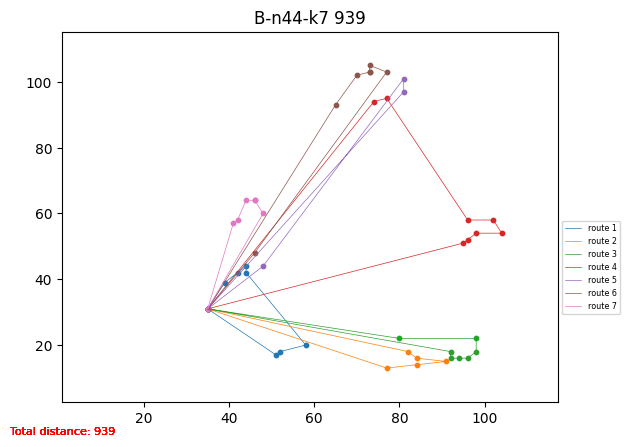 B-n44-k7 939
100
80
60
40
20
20
40
60
80
100
route 1
route 2
route 3
route 4
route 5
route 6
route 7
Total distance: 939